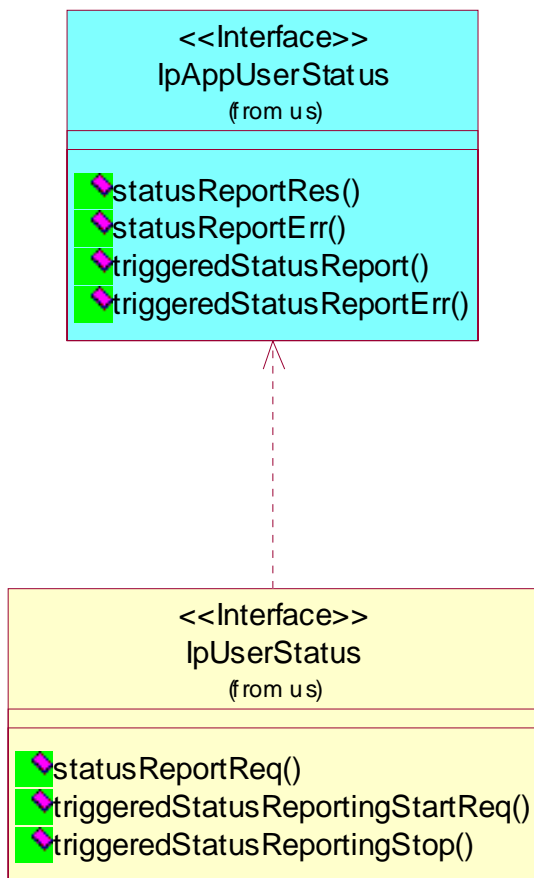 <<Interface>>
IpAppUserStatus
(from us)
statusReportRes()
statusReportErr()
triggeredStatusReport()
triggeredStatusReportErr()
<<Interface>>
IpUserStatus
(from us)
statusReportReq()
triggeredStatusReportingStartReq()
triggeredStatusReportingStop()